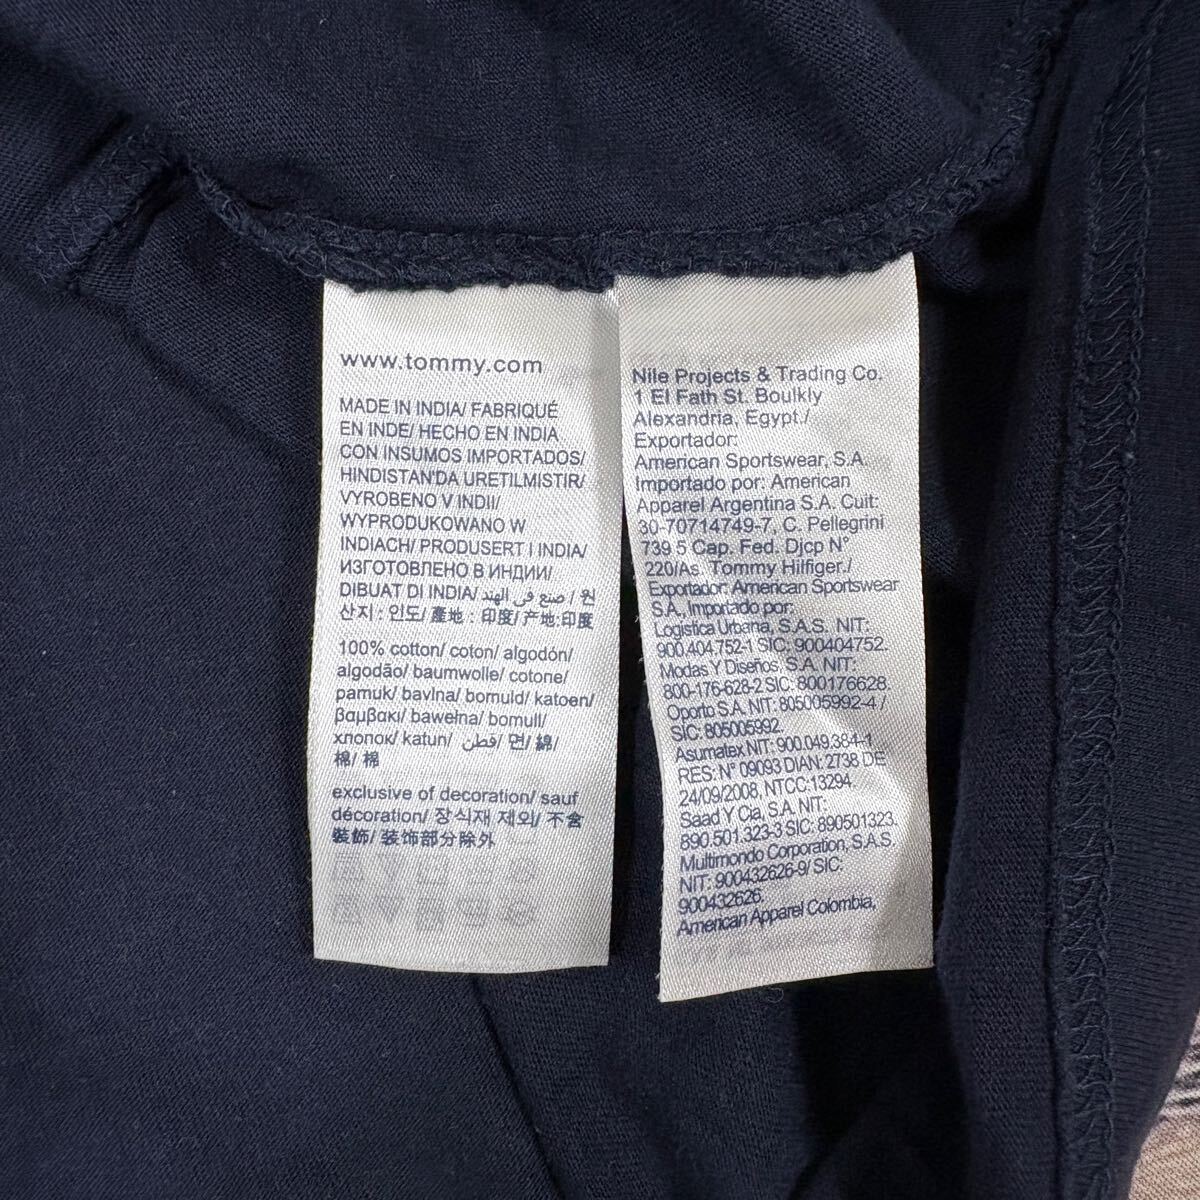 www.tommy.com
MADE IN INDIA/ FABRIQUÉ
EN INDE/ HECHO EN INDIA
CON INSUMOS IMPORTADOS/
HINDISTAN'DA URETILMISTIR/
VYROBENO V INDII/
WYPRODUKOWANO W
INDIACH/ PRODUSERT I INDIA/
ИЗГОТОВЛЕНО В ИНДИИ/
DIBUAT DI INDIA/ صنع في الهند / 원
산지 : 인도/ 產地 : 印度/ 产地:印度
100% cotton/ coton/ algodón/
algodão/ baumwolle/ cotone/
pamuk/ bavlna/ bomuld/ katoen/
βαμβακι/ bawełna/ bomull/
хлопок/ katun/ قطن/ 면/ 綿/
棉/ 棉
exclusive of decoration/ sauf
décoration/ 장식재 제외/ 不含
裝飾/ 装饰部分除外
Nile Projects & Trading Co.
1 El Fath St. Boulkly
Alexandria, Egypt./
Exportador:
American Sportswear, S.A.
Importado por: American
Apparel Argentina S.A. Cuit:
30-70714749-7, C. Pellegrini
739 5 Cap. Fed. Djcp N°
220/As. Tommy Hilfiger./
Exportador: American Sportswear
S.A, Importado por:
Logistica Urbana, S.A.S. NIT:
900.404.752-1 SIC: 900404752.
Modas Y Diseños, S.A. NIT:
800-176-628-2 SIC: 800176628.
Oporto S.A. NIT: 805005992-4 /
SIC: 805005992.
Asumatex NIT: 900.049.384-1
RES: N° 09093 DIAN: 2738 DE
24/09/2008, NTCC:13294.
Saad Y Cia, S.A. NIT:
890.501.323-3 SIC: 890501323.
Multimondo Corporation, S.A.S.
NIT: 900432626-9/ SIC:
900432626.
American Apparel Colombia,